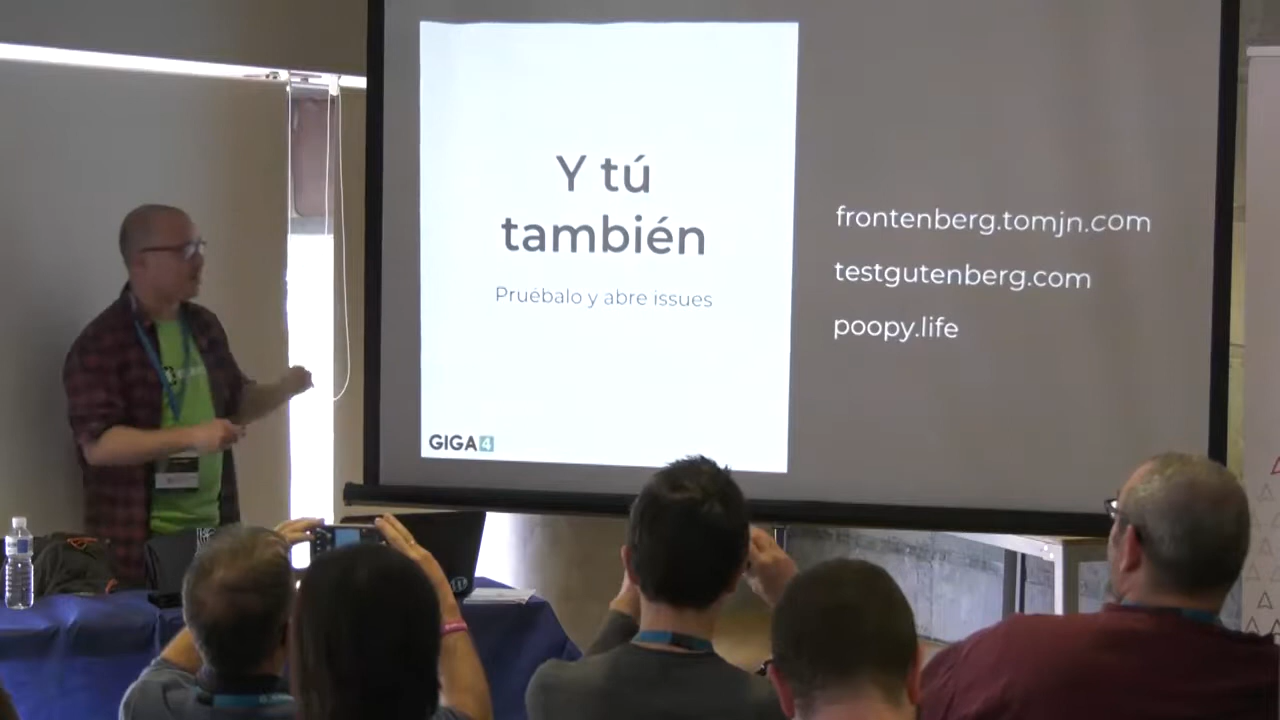 Y tú
también
Pruébalo y abre issues
GIGA4
frontenberg.tomjn.com
testgutenberg.com
poopy.life